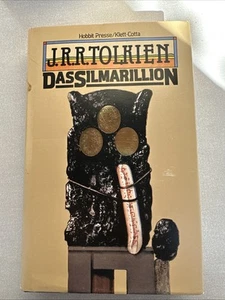 Hobbit Presse/Klett-Cotta
J.R.R.TOLKIEN
DAS SILMARILLION